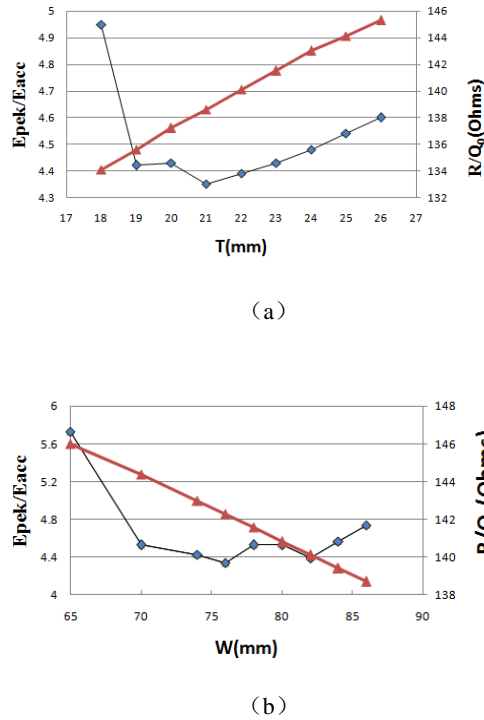 Epek/Eacc
5
4.9
4.8
4.7
4.6
4.5
4.4
4.3
146
144
142
140
138
136
134
132
R/Q₀(Ohms)
17 18 19 20 21 22 23 24 25 26 27
T(mm)
（a）
Epek/Eacc
6
5.6
5.2
4.8
4.4
4
148
146
144
142
140
138
R/Q (Ohms)
65 70 75 80 85 90
W(mm)
（b）